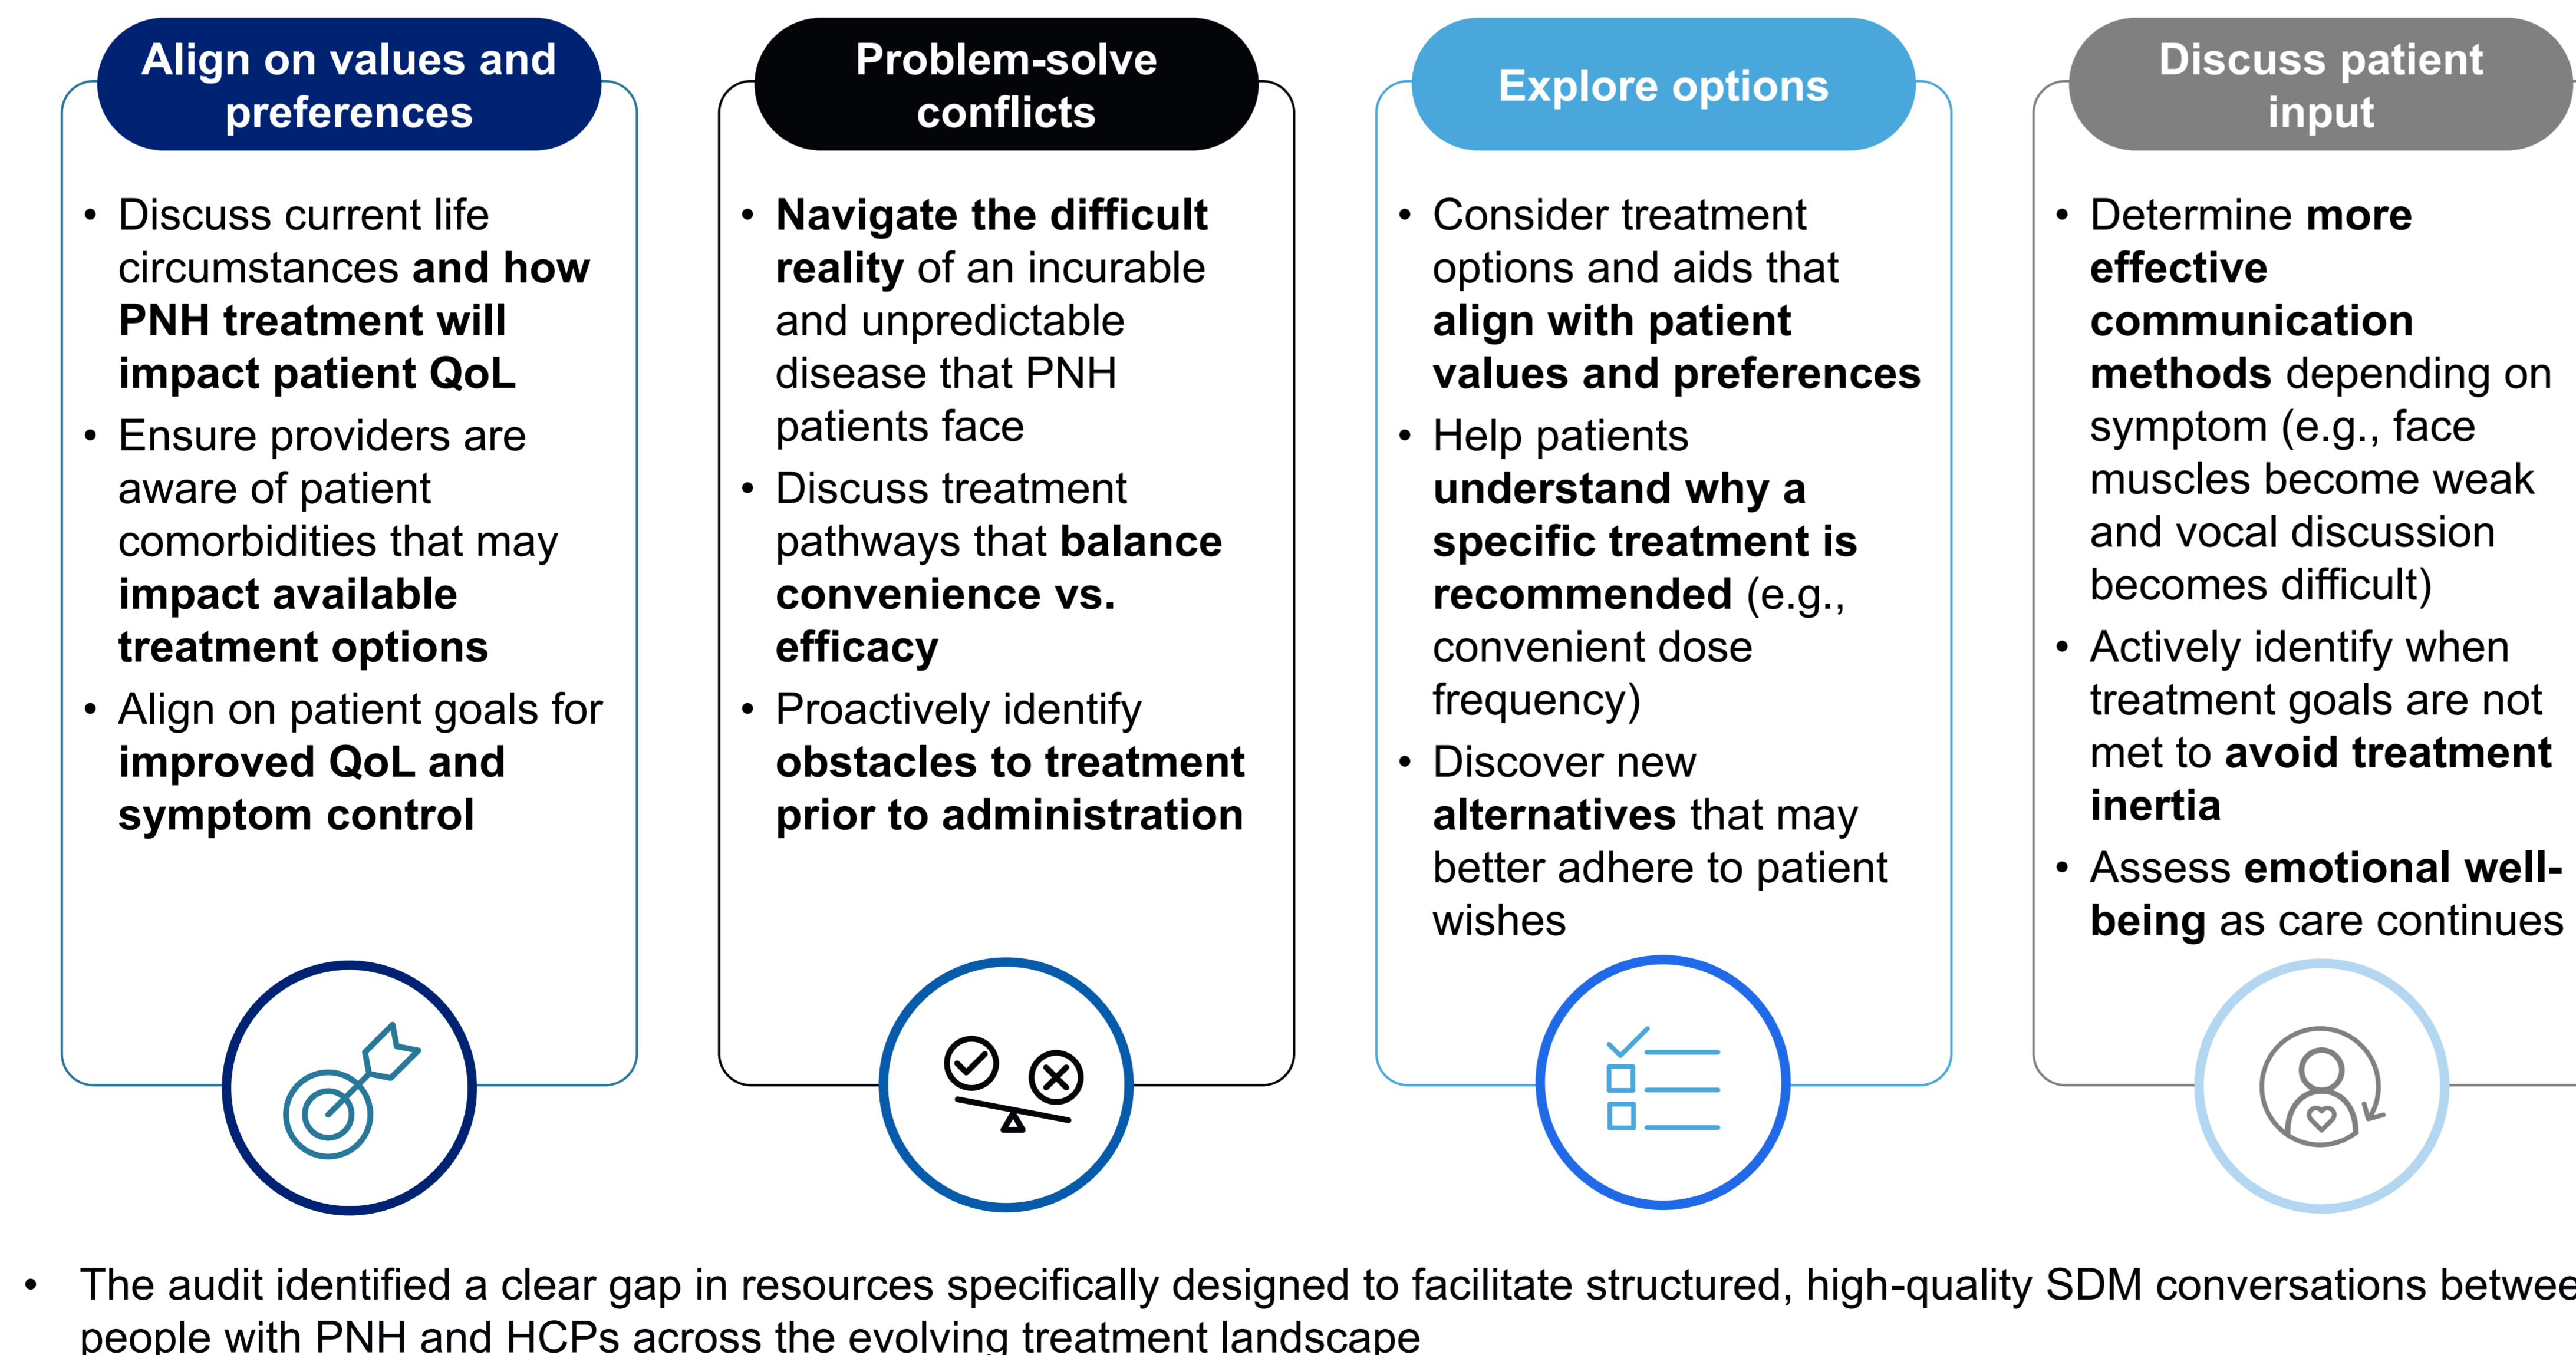 Align on values and
preferences
• Discuss current life
circumstances and how
PNH treatment will
impact patient QoL
• Ensure providers are
aware of patient
comorbidities that may
impact available
treatment options
• Align on patient goals for
improved QoL and
symptom control
Problem-solve
conflicts
• Navigate the difficult
reality of an incurable
and unpredictable
disease that PNH
patients face
• Discuss treatment
pathways that balance
convenience vs.
efficacy
• Proactively identify
obstacles to treatment
prior to administration
Explore options
• Consider treatment
options and aids that
align with patient
values and preferences
• Help patients
understand why a
specific treatment is
recommended (e.g.,
convenient dose
frequency)
• Discover new
alternatives that may
better adhere to patient
wishes
Discuss patient
input
• Determine more
effective
communication
methods depending on
symptom (e.g., face
muscles become weak
and vocal discussion
becomes difficult)
• Actively identify when
treatment goals are not
met to avoid treatment
inertia
• Assess emotional well-
being as care continues
• The audit identified a clear gap in resources specifically designed to facilitate structured, high-quality SDM conversations betwee
people with PNH and HCPs across the evolving treatment landscape